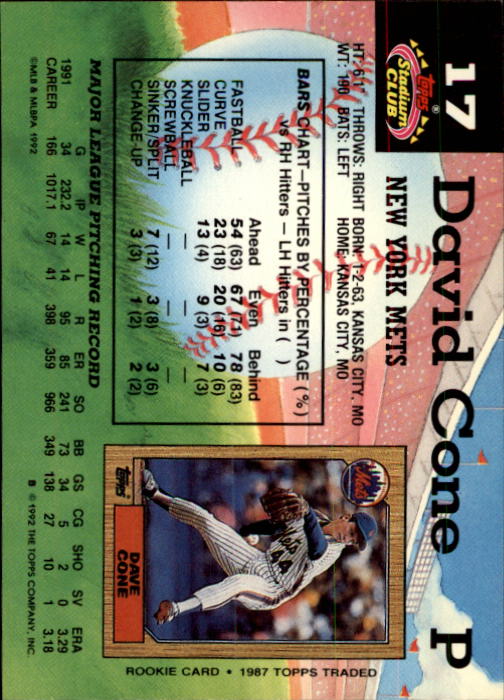 17
David Cone P
Topps®
Stadium
CLUB
NEW YORK METS
HT: 6'1 THROWS: RIGHT BORN: 1-2-63, KANSAS CITY, MO
WT: 190 BATS: LEFT HOME: KANSAS CITY, MO
BARS CHART—PITCHES BY PERCENTAGE (%)
vs RH Hitters – LH Hitters in ( )
Ahead Even Behind
FASTBALL 54 (63) 67 (71) 78 (83)
CURVE 23 (18) 20 (16) 10 (6)
SLIDER 13 (4) 9 (3) 7 (3)
KNUCKLEBALL — — —
SCREWBALL — — —
SINKER/SPLIT 7 (12) 3 (8) 3 (6)
CHANGE-UP 3 (3) 1 (2) 2 (2)
Mets
Mets
44
Topps
DAVE
CONE
ROOKIE CARD • 1987 TOPPS TRADED
MAJOR LEAGUE PITCHING RECORD
G IP W L R ER SO BB GS CG SHO SV ERA
1991 34 232.2 14 14 95 85 241 73 34 5 2 0 3.29
CAREER 166 1017.1 67 41 398 359 966 349 138 27 10 1 3.18
©MLB & MLBPA 1992 B ©1992 THE TOPPS COMPANY, INC.